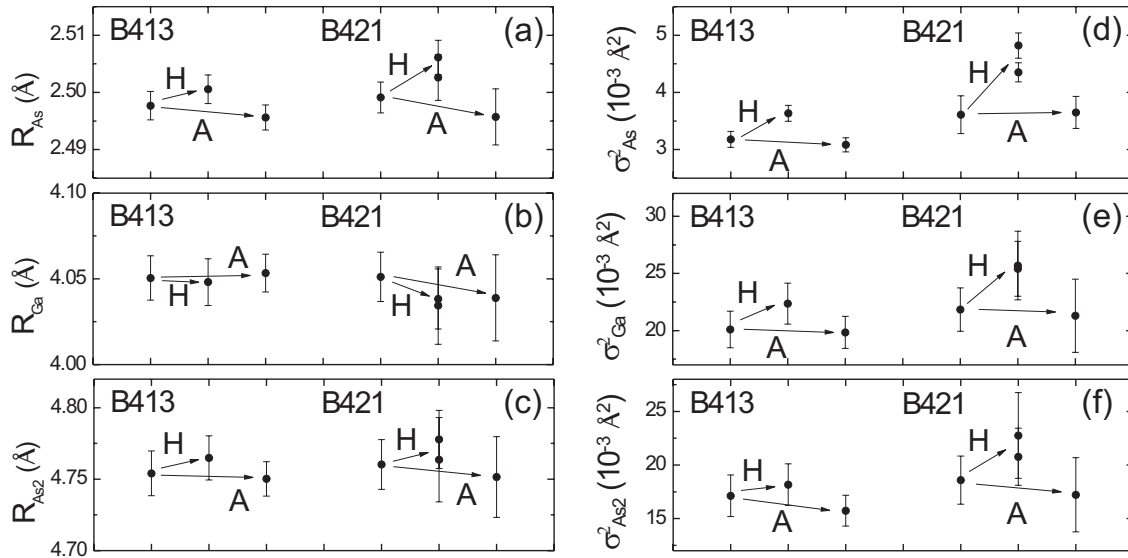 B413 B421 (a)
H H
A A
R_As (Å)
2.51
2.50
2.49
B413 B421 (b)
A A
H H
R_Ga (Å)
4.10
4.05
4.00
B413 B421 (c)
H H
A A
R_As2 (Å)
4.80
4.75
4.70
B413 B421 (d)
H H
A A
σ²_As (10⁻³ Å²)
5
4
3
B413 B421 (e)
H H
A A
σ²_Ga (10⁻³ Å²)
30
25
20
B413 B421 (f)
H H
A A
σ²_As2 (10⁻³ Å²)
25
20
15